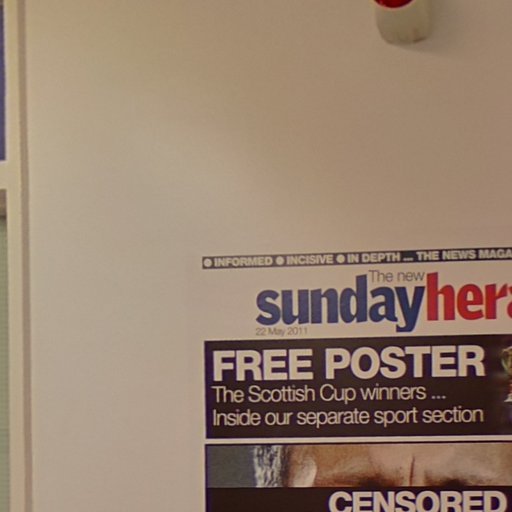 ● INFORMED ● INCISIVE ● IN DEPTH ... THE NEWS MAGA
The new
sundayhera
22 May 2011
FREE POSTER
The Scottish Cup winners ...
Inside our separate sport section
CENSORED